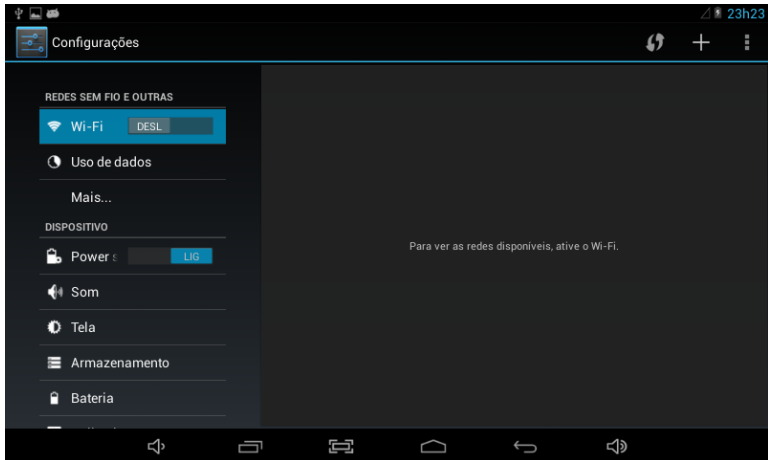 23h23
Configurações
REDES SEM FIO E OUTRAS
Wi-Fi DESL
Uso de dados
Mais...
DISPOSITIVO
Power LIG
Som
Tela
Armazenamento
Bateria
Para ver as redes disponíveis, ative o Wi-Fi.